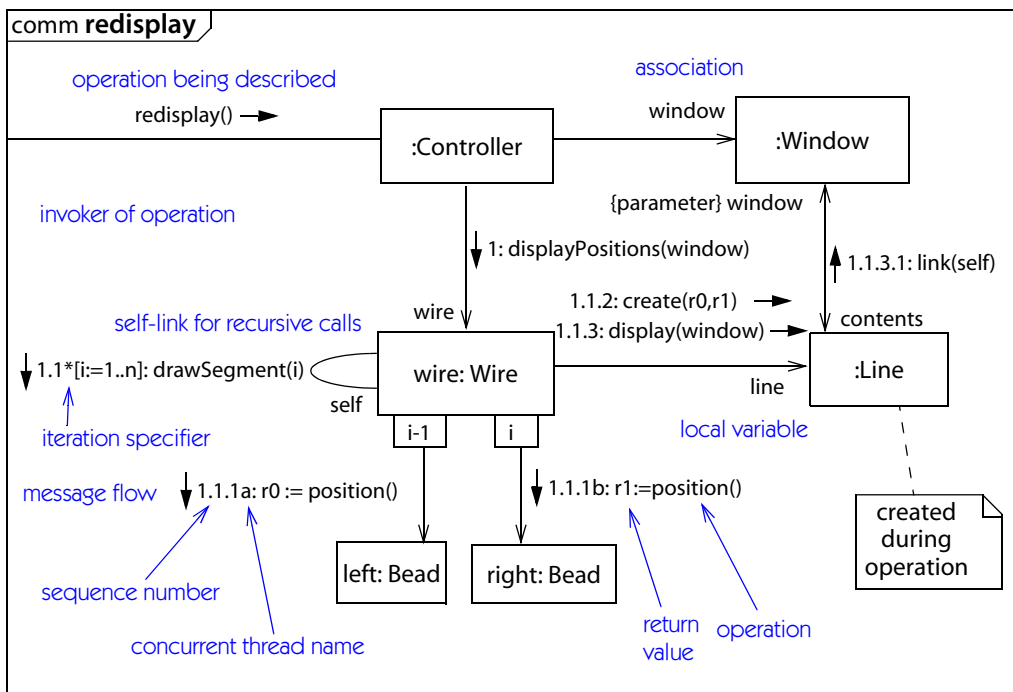 comm redisplay
operation being described
association
redisplay()
window
:Controller
:Window
invoker of operation
{parameter} window
1: displayPositions(window)
1.1.3.1: link(self)
1.1.2: create(r0,r1)
self-link for recursive calls
wire
1.1.3: display(window)
contents
1.1*[i:=1..n]: drawSegment(i)
wire: Wire
:Line
self
line
iteration specifier
i-1
i
local variable
message flow
1.1.1a: r0 := position()
1.1.1b: r1:=position()
created
during
operation
left: Bead
right: Bead
sequence number
concurrent thread name
return
value
operation